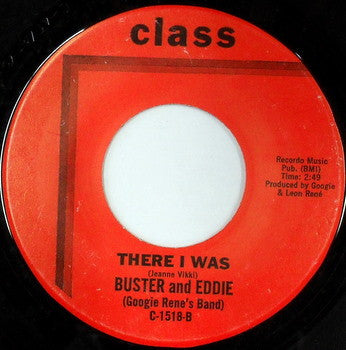 class
Recordo Music
Pub. (BMI)
Time: 2:49
Produced by Googie
& Leon René
THERE I WAS
(Jeanne Vikki)
BUSTER and EDDIE
(Googie Rene's Band)
C-1518-B